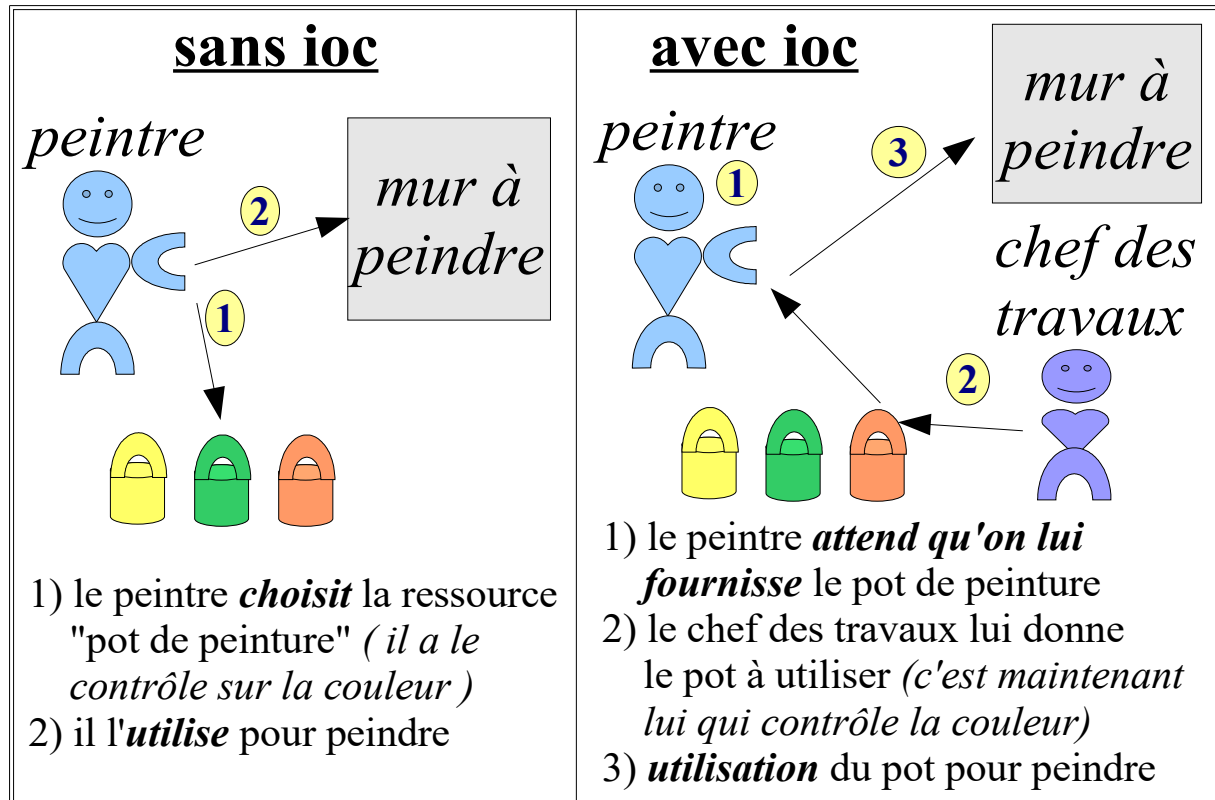 sans ioc
peintre
mur à
peindre
2
1
1) le peintre choisit la ressource
"pot de peinture" ( il a le
contrôle sur la couleur )
2) il l'utilise pour peindre
avec ioc
peintre
1
3
mur à
peindre
chef des
travaux
2
1) le peintre attend qu'on lui
fournisse le pot de peinture
2) le chef des travaux lui donne
le pot à utiliser (c'est maintenant
lui qui contrôle la couleur)
3) utilisation du pot pour peindre